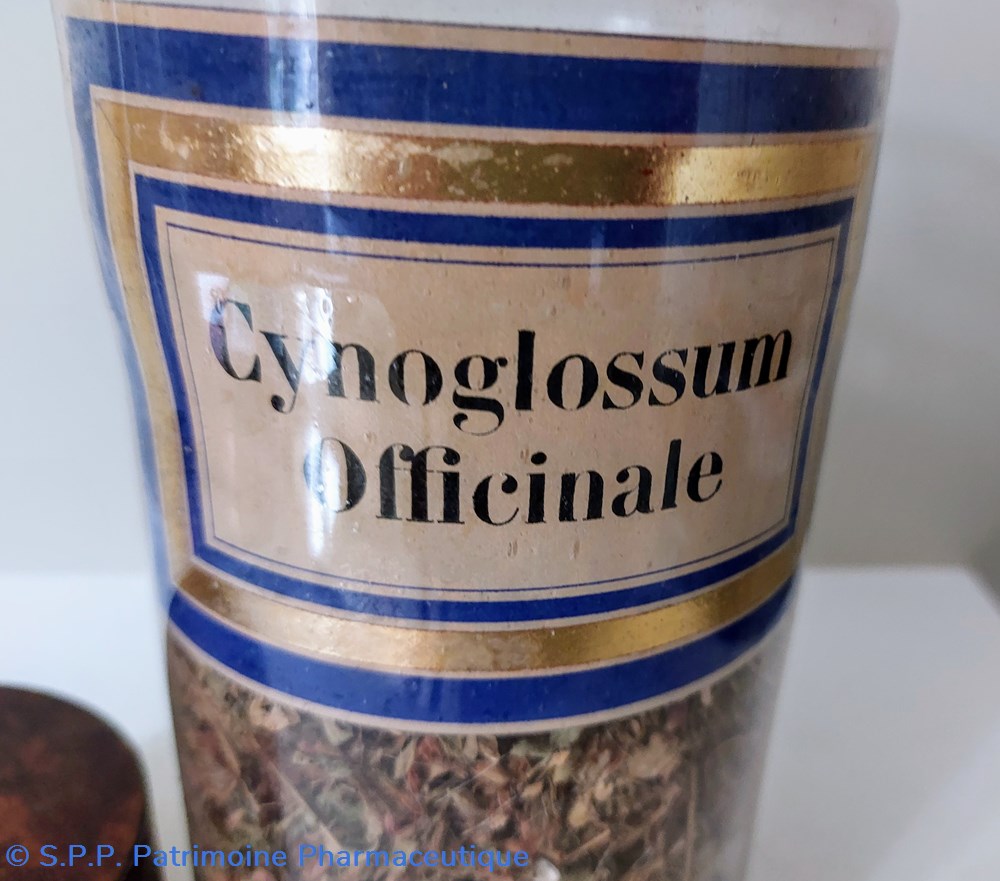 Cynoglossum
Officinale
© S.P.P. Patrimoine Pharmaceutique